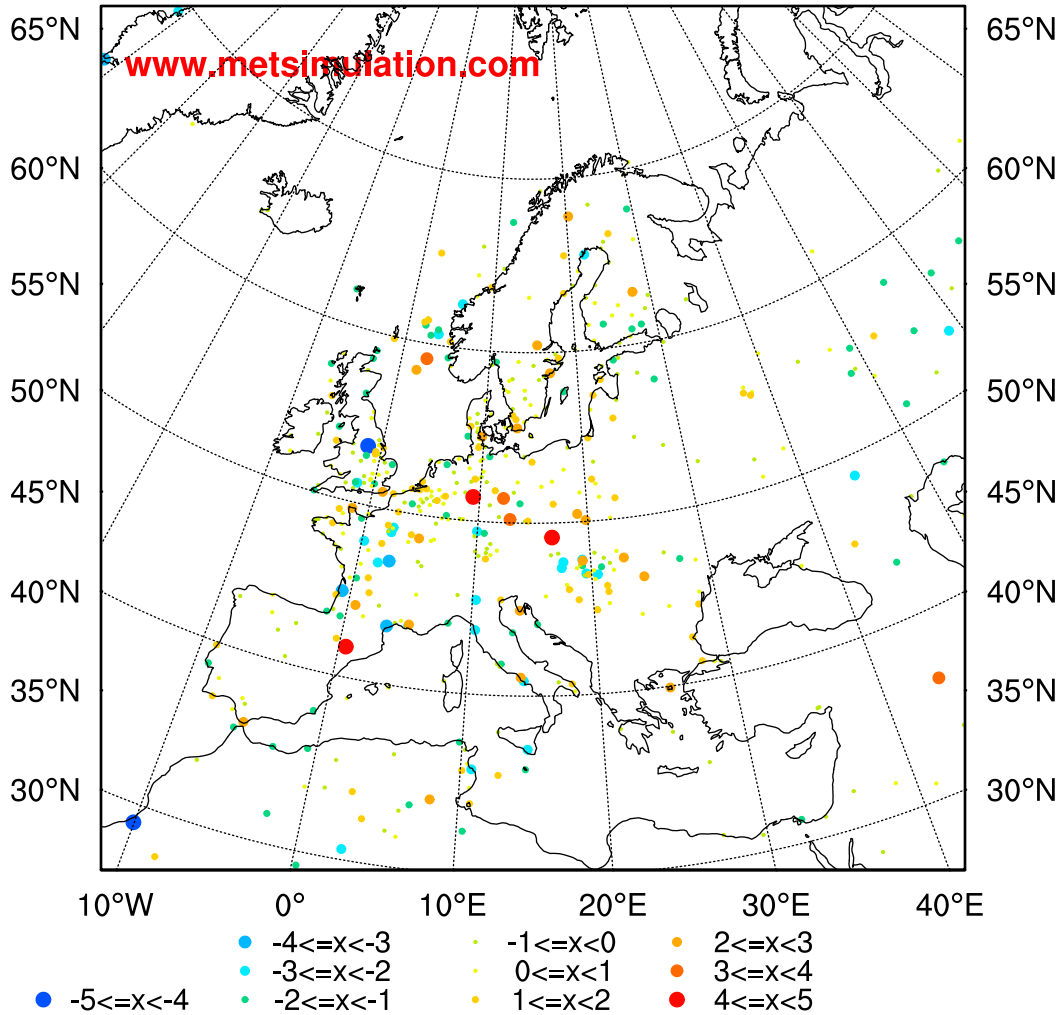 65°N 65°N
www.metsimulation.com
60°N 60°N
55°N 55°N
50°N 50°N
45°N 45°N
40°N 40°N
35°N 35°N
30°N 30°N
10°W 0° 10°E 20°E 30°E 40°E
-4<=x<-3 -1<=x<0 2<=x<3
-3<=x<-2 0<=x<1 3<=x<4
-5<=x<-4 -2<=x<-1 1<=x<2 4<=x<5